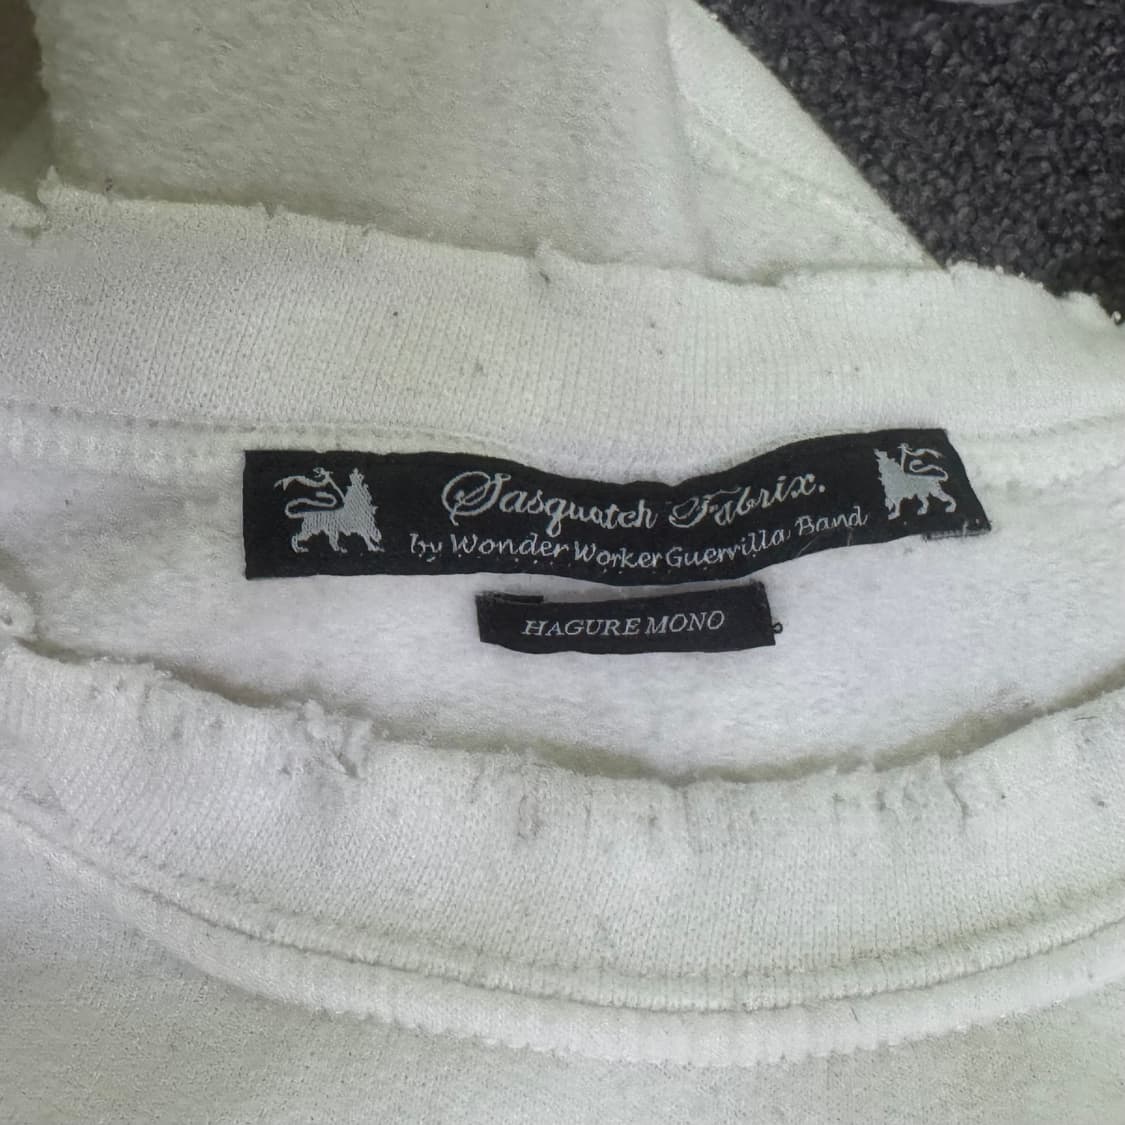 Sasquatch Fabrix.
by Wonder Worker Guerrilla Band
HAGURE MONO